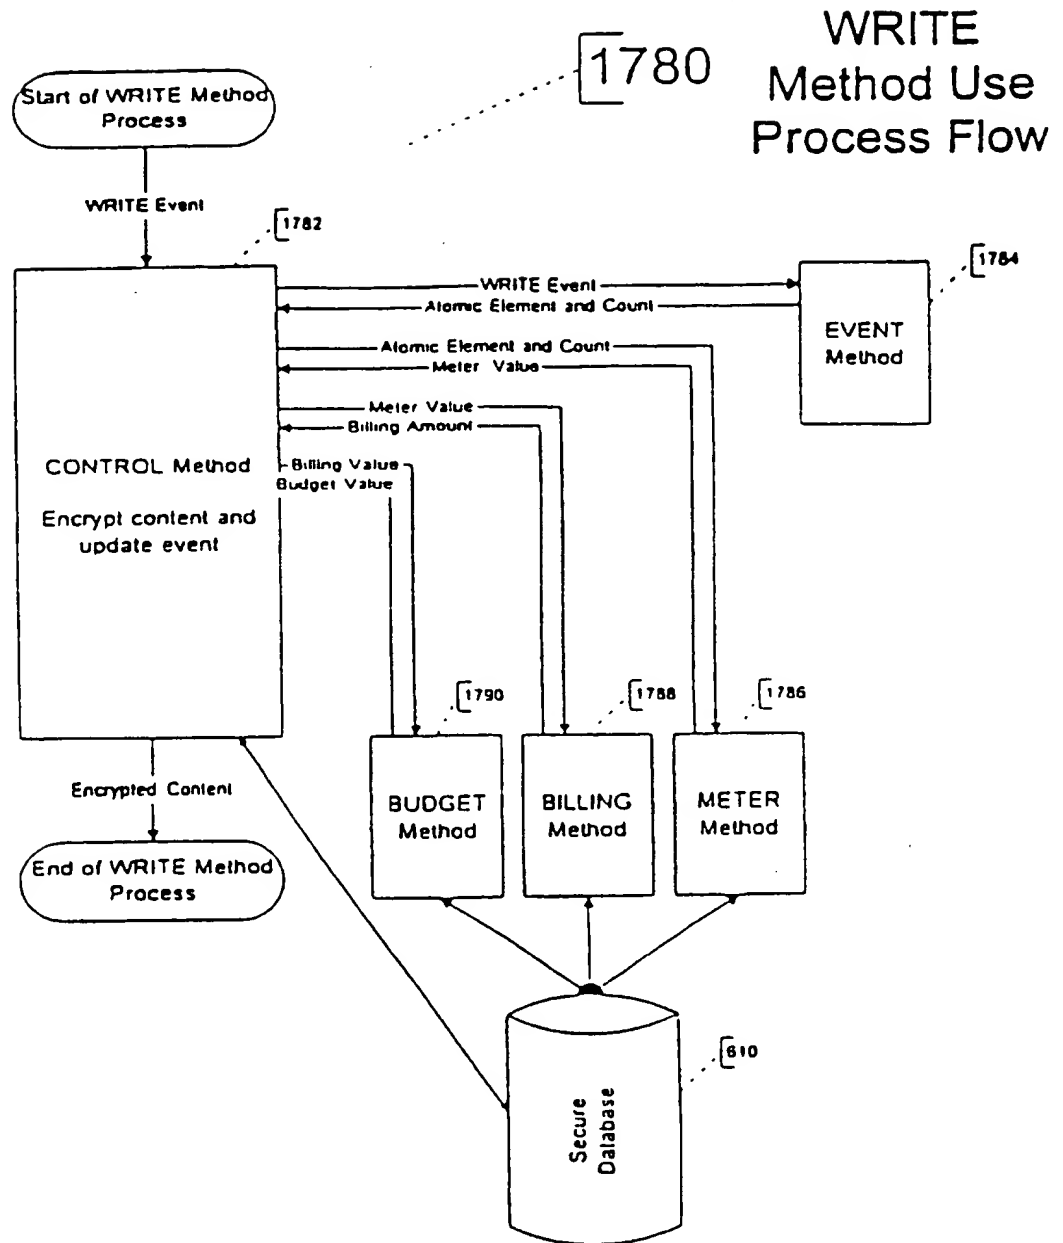 1780
WRITE
Method Use
Process Flow
Start of WRITE Method
Process
WRITE Event
1782
WRITE Event
Atomic Element and Count
1784
EVENT
Method
Atomic Element and Count
Meter Value
Meter Value
Billing Amount
CONTROL Method
Billing Value
Budget Value
Encrypt content and
update event
1790
1788
1786
BUDGET
Method
BILLING
Method
METER
Method
Encrypted Content
End of WRITE Method
Process
610
Secure
Database